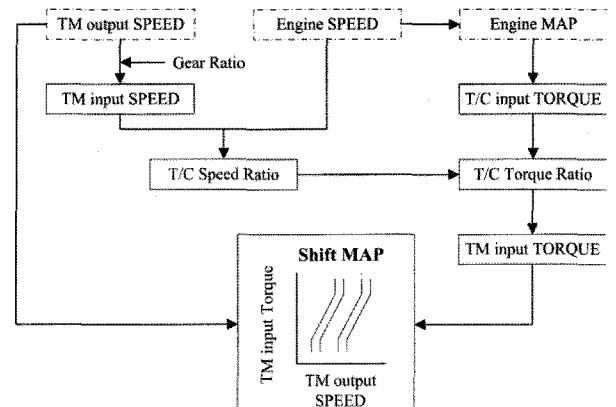 TM output SPEED
Engine SPEED
Engine MAP
Gear Ratio
TM input SPEED
T/C input TORQUE
T/C Speed Ratio
T/C Torque Ratio
TM input TORQUE
Shift MAP
TM input Torque
TM output
SPEED